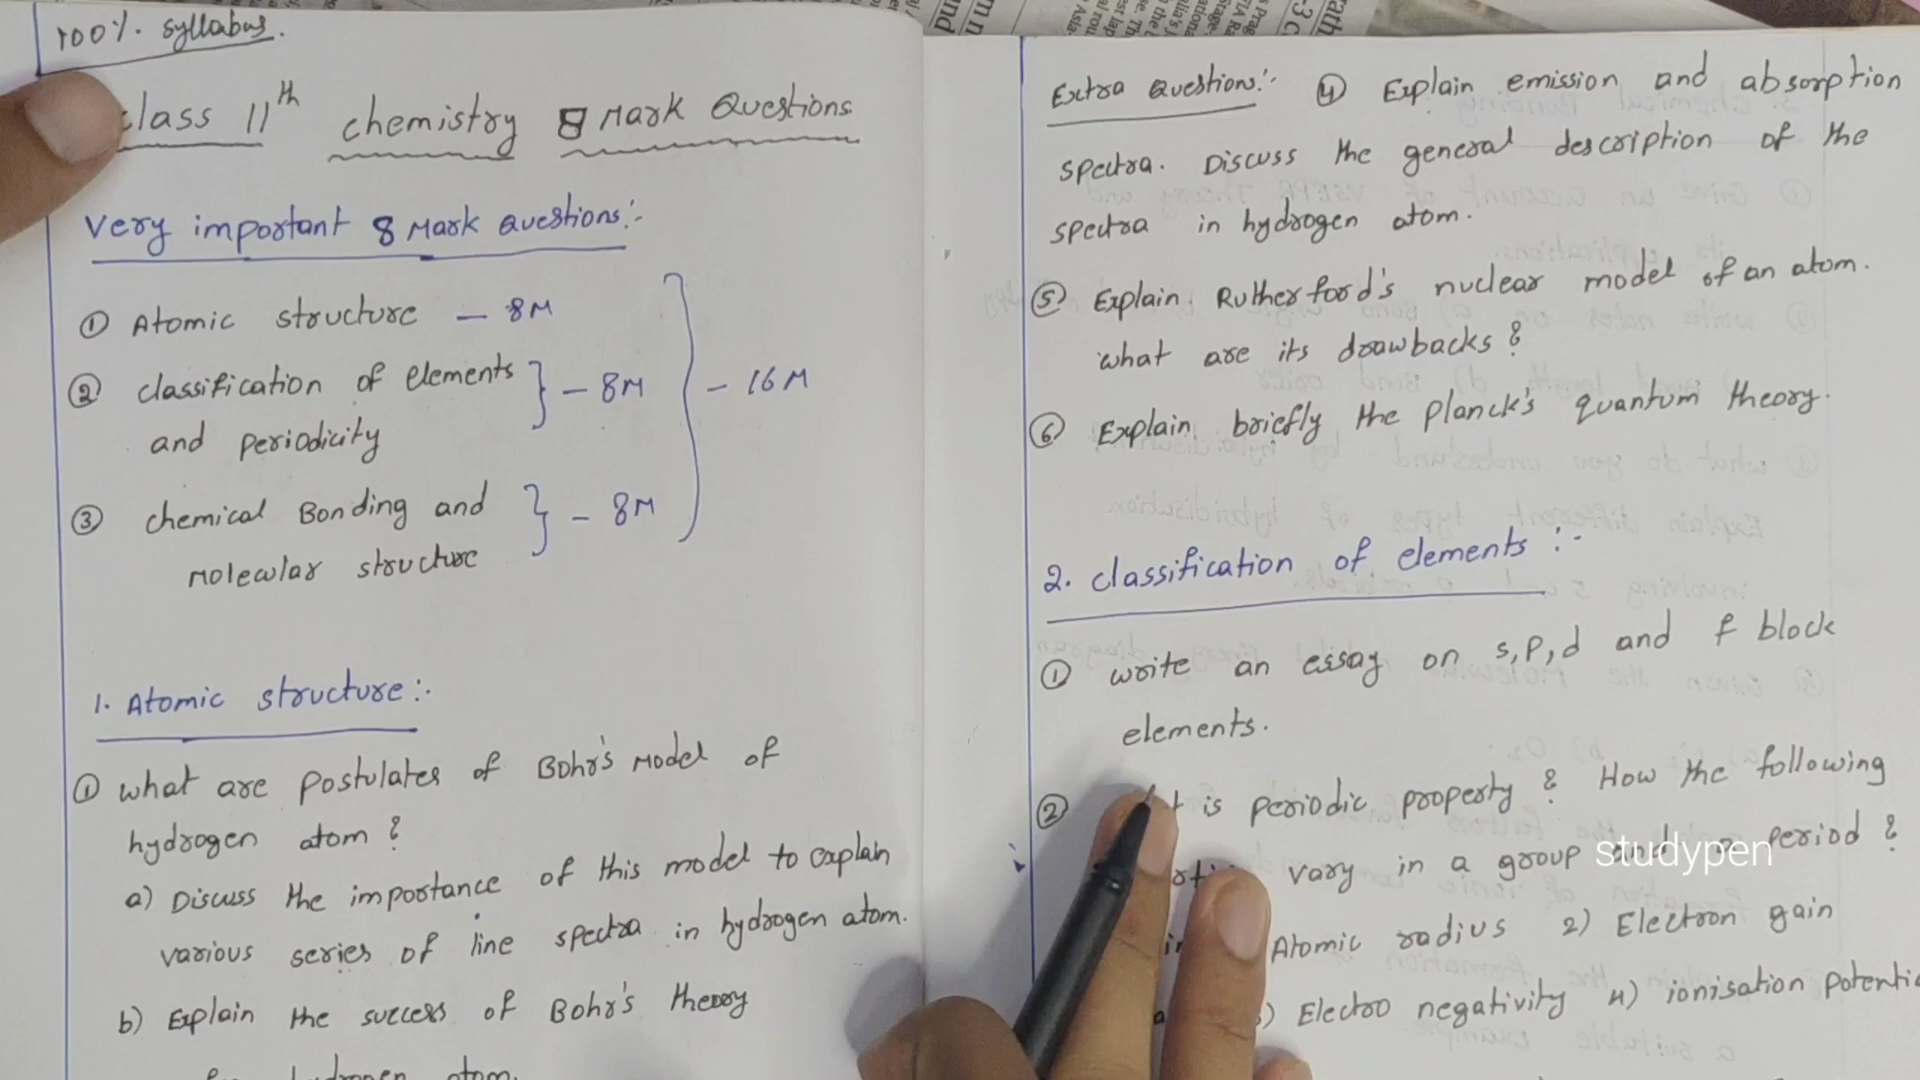 100% syllabus.
class 11th chemistry 8 Mark Questions
Very important 8 Mark Questions:-
① Atomic structure - 8M
② classification of elements and periodicity } - 8M
③ chemical Bonding and molecular structure } - 8M
- 16M
1. Atomic structure:-
① what are postulates of Bohr's Model of
hydrogen atom?
a) Discuss the importance of this model to explain
various series of line spectra in hydrogen atom.
b) Explain the success of Bohr's theory
hydrogen atom.
Extra Questions:- ④ Explain emission and absorption
spectra. Discuss the general description of the
spectra in hydrogen atom.
⑤ Explain Rutherford's nuclear model of an atom.
what are its drawbacks?
⑥ Explain briefly the Planck's quantum theory.
2. classification of elements :-
① write an essay on s,p,d and f block
elements.
② is periodic property? How the following
vary in a group and a period?
Atomic radius 2) Electron gain
) Electro negativity 4) ionisation
studypen